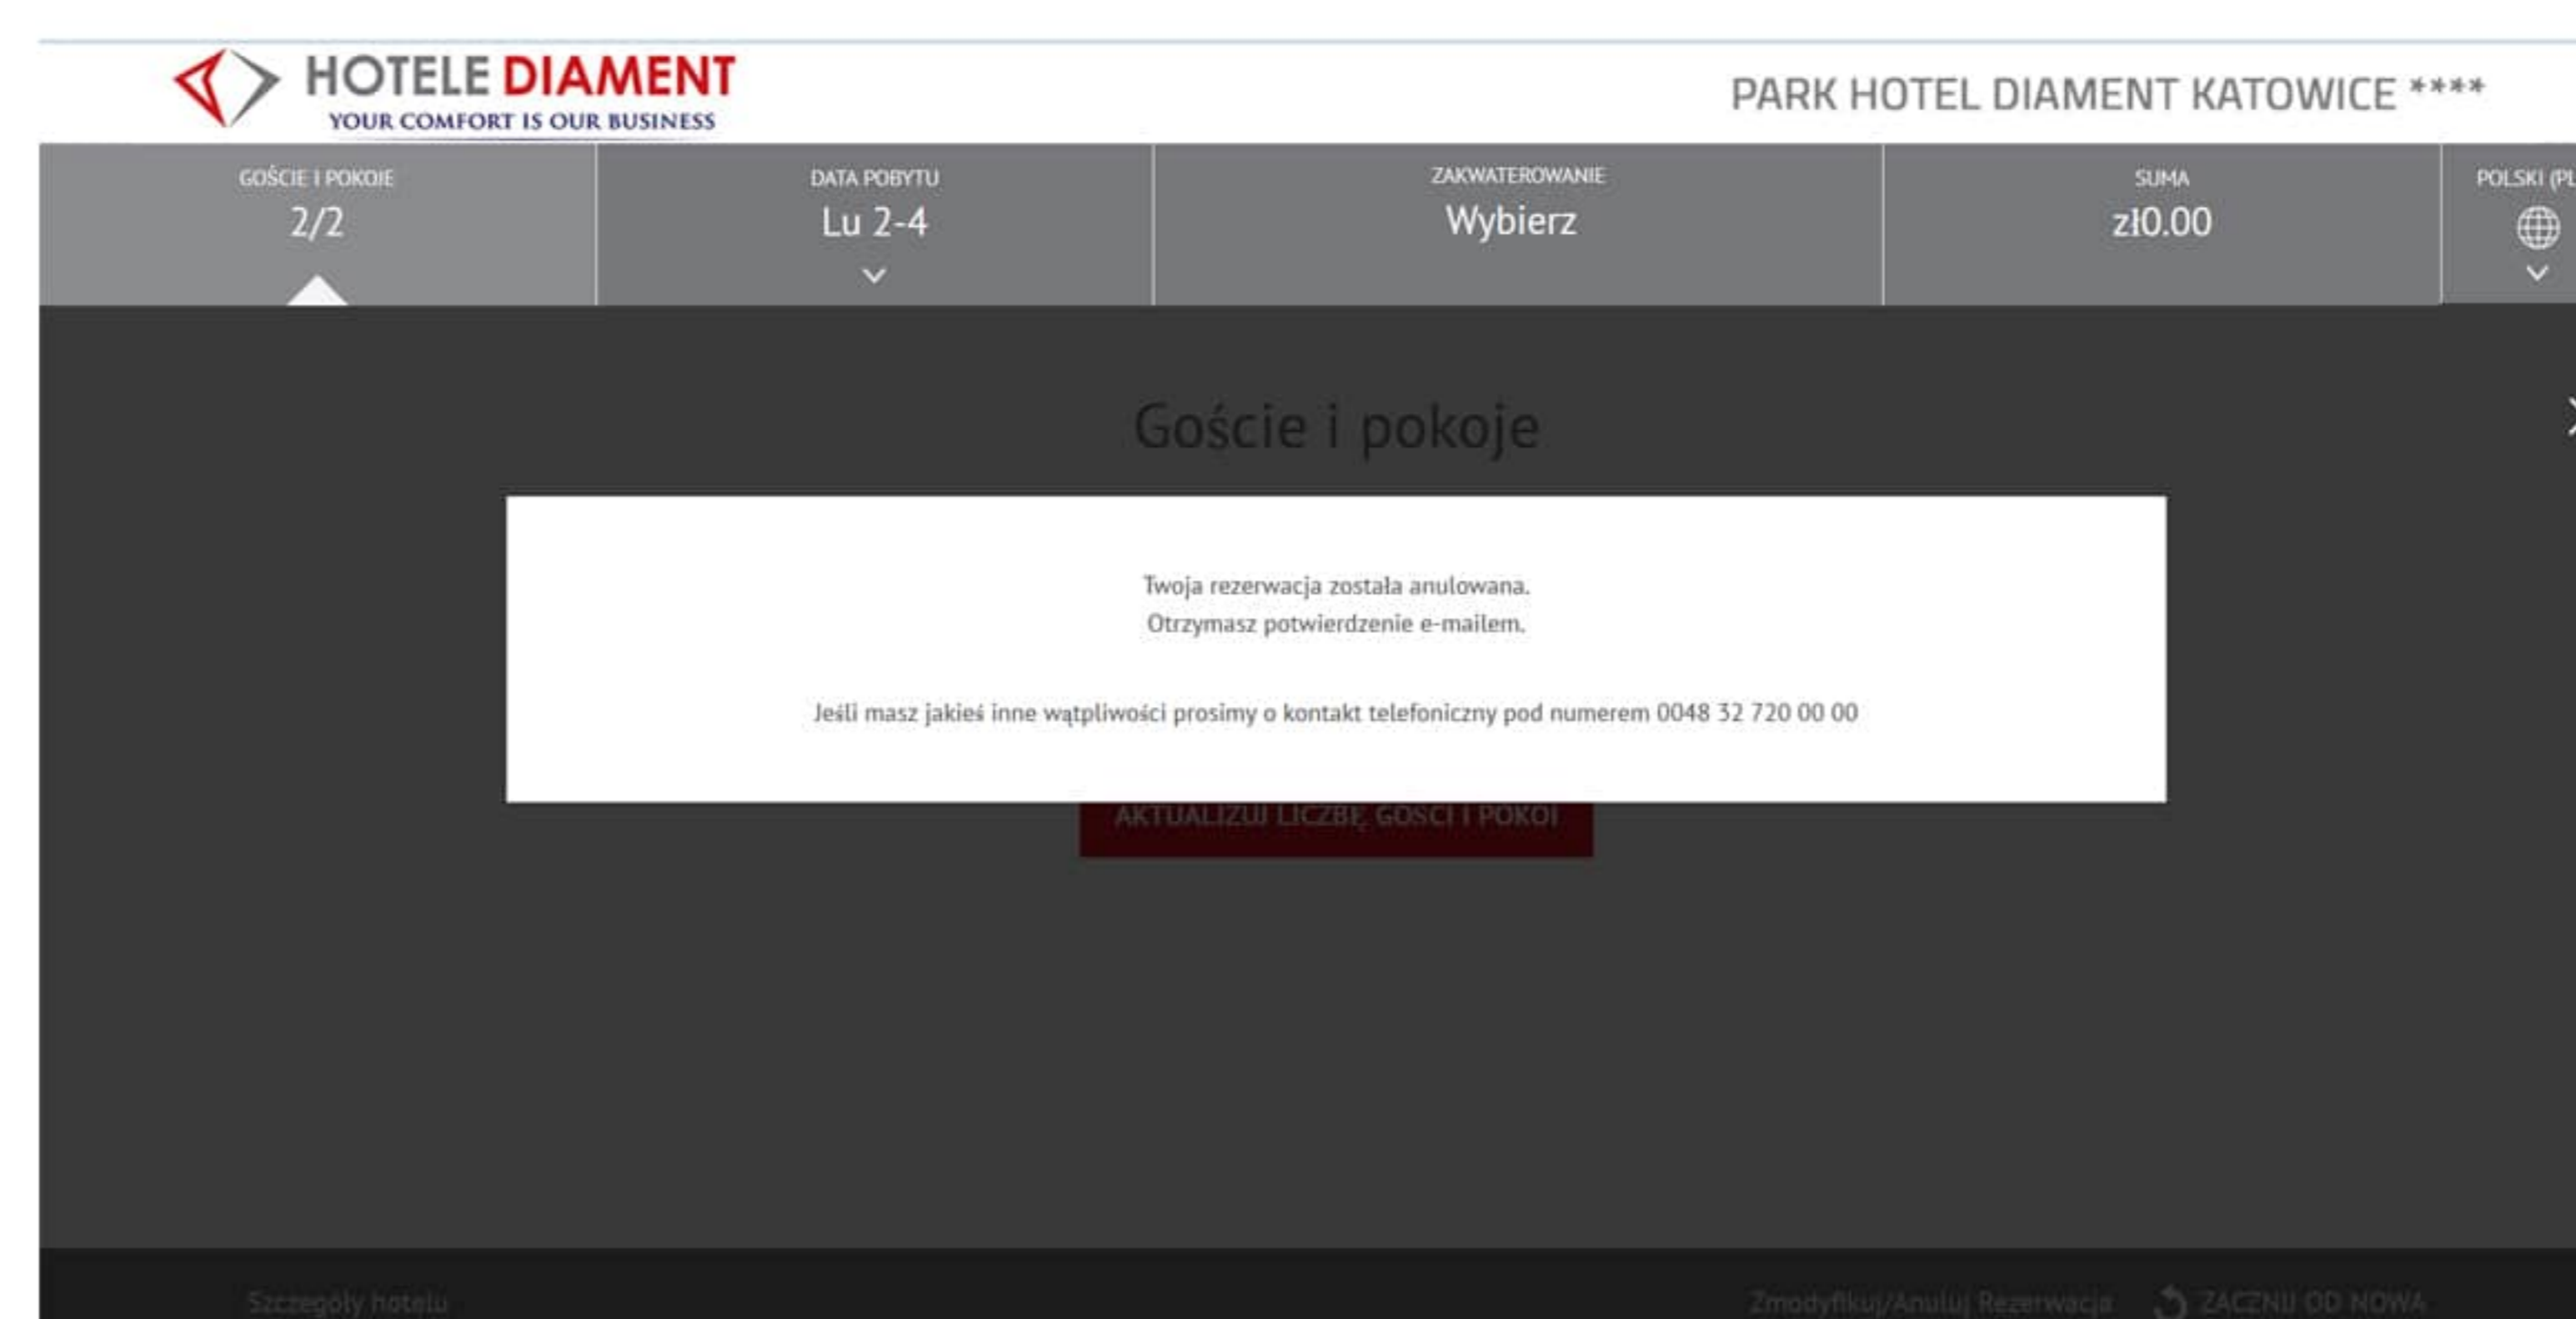 HOTELE DIAMENT
YOUR COMFORT IS OUR BUSINESS
PARK HOTEL DIAMENT KATOWICE ****
GOŚCIE I POKOJE
2/2
DATA POBYTU
Lu 2-4
ZAKWATEROWANIE
Wybierz
SUMA
zł0.00
POLSKI (PL
Goście i pokoje
Twoja rezerwacja została anulowana.
Otrzymasz potwierdzenie e-mailem.
Jeśli masz jakieś inne wątpliwości prosimy o kontakt telefoniczny pod numerem 0048 32 720 00 00
AKTUALIZUJ LICZBĘ GOŚCI I POKOI
Szczegóły hotelu
Zmodyfikuj/Anuluj Rezerwacja
ZACZNIJ OD NOWA